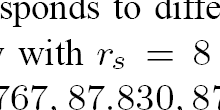 sponds to diffe
with r_s = 8
767, 87.830, 87